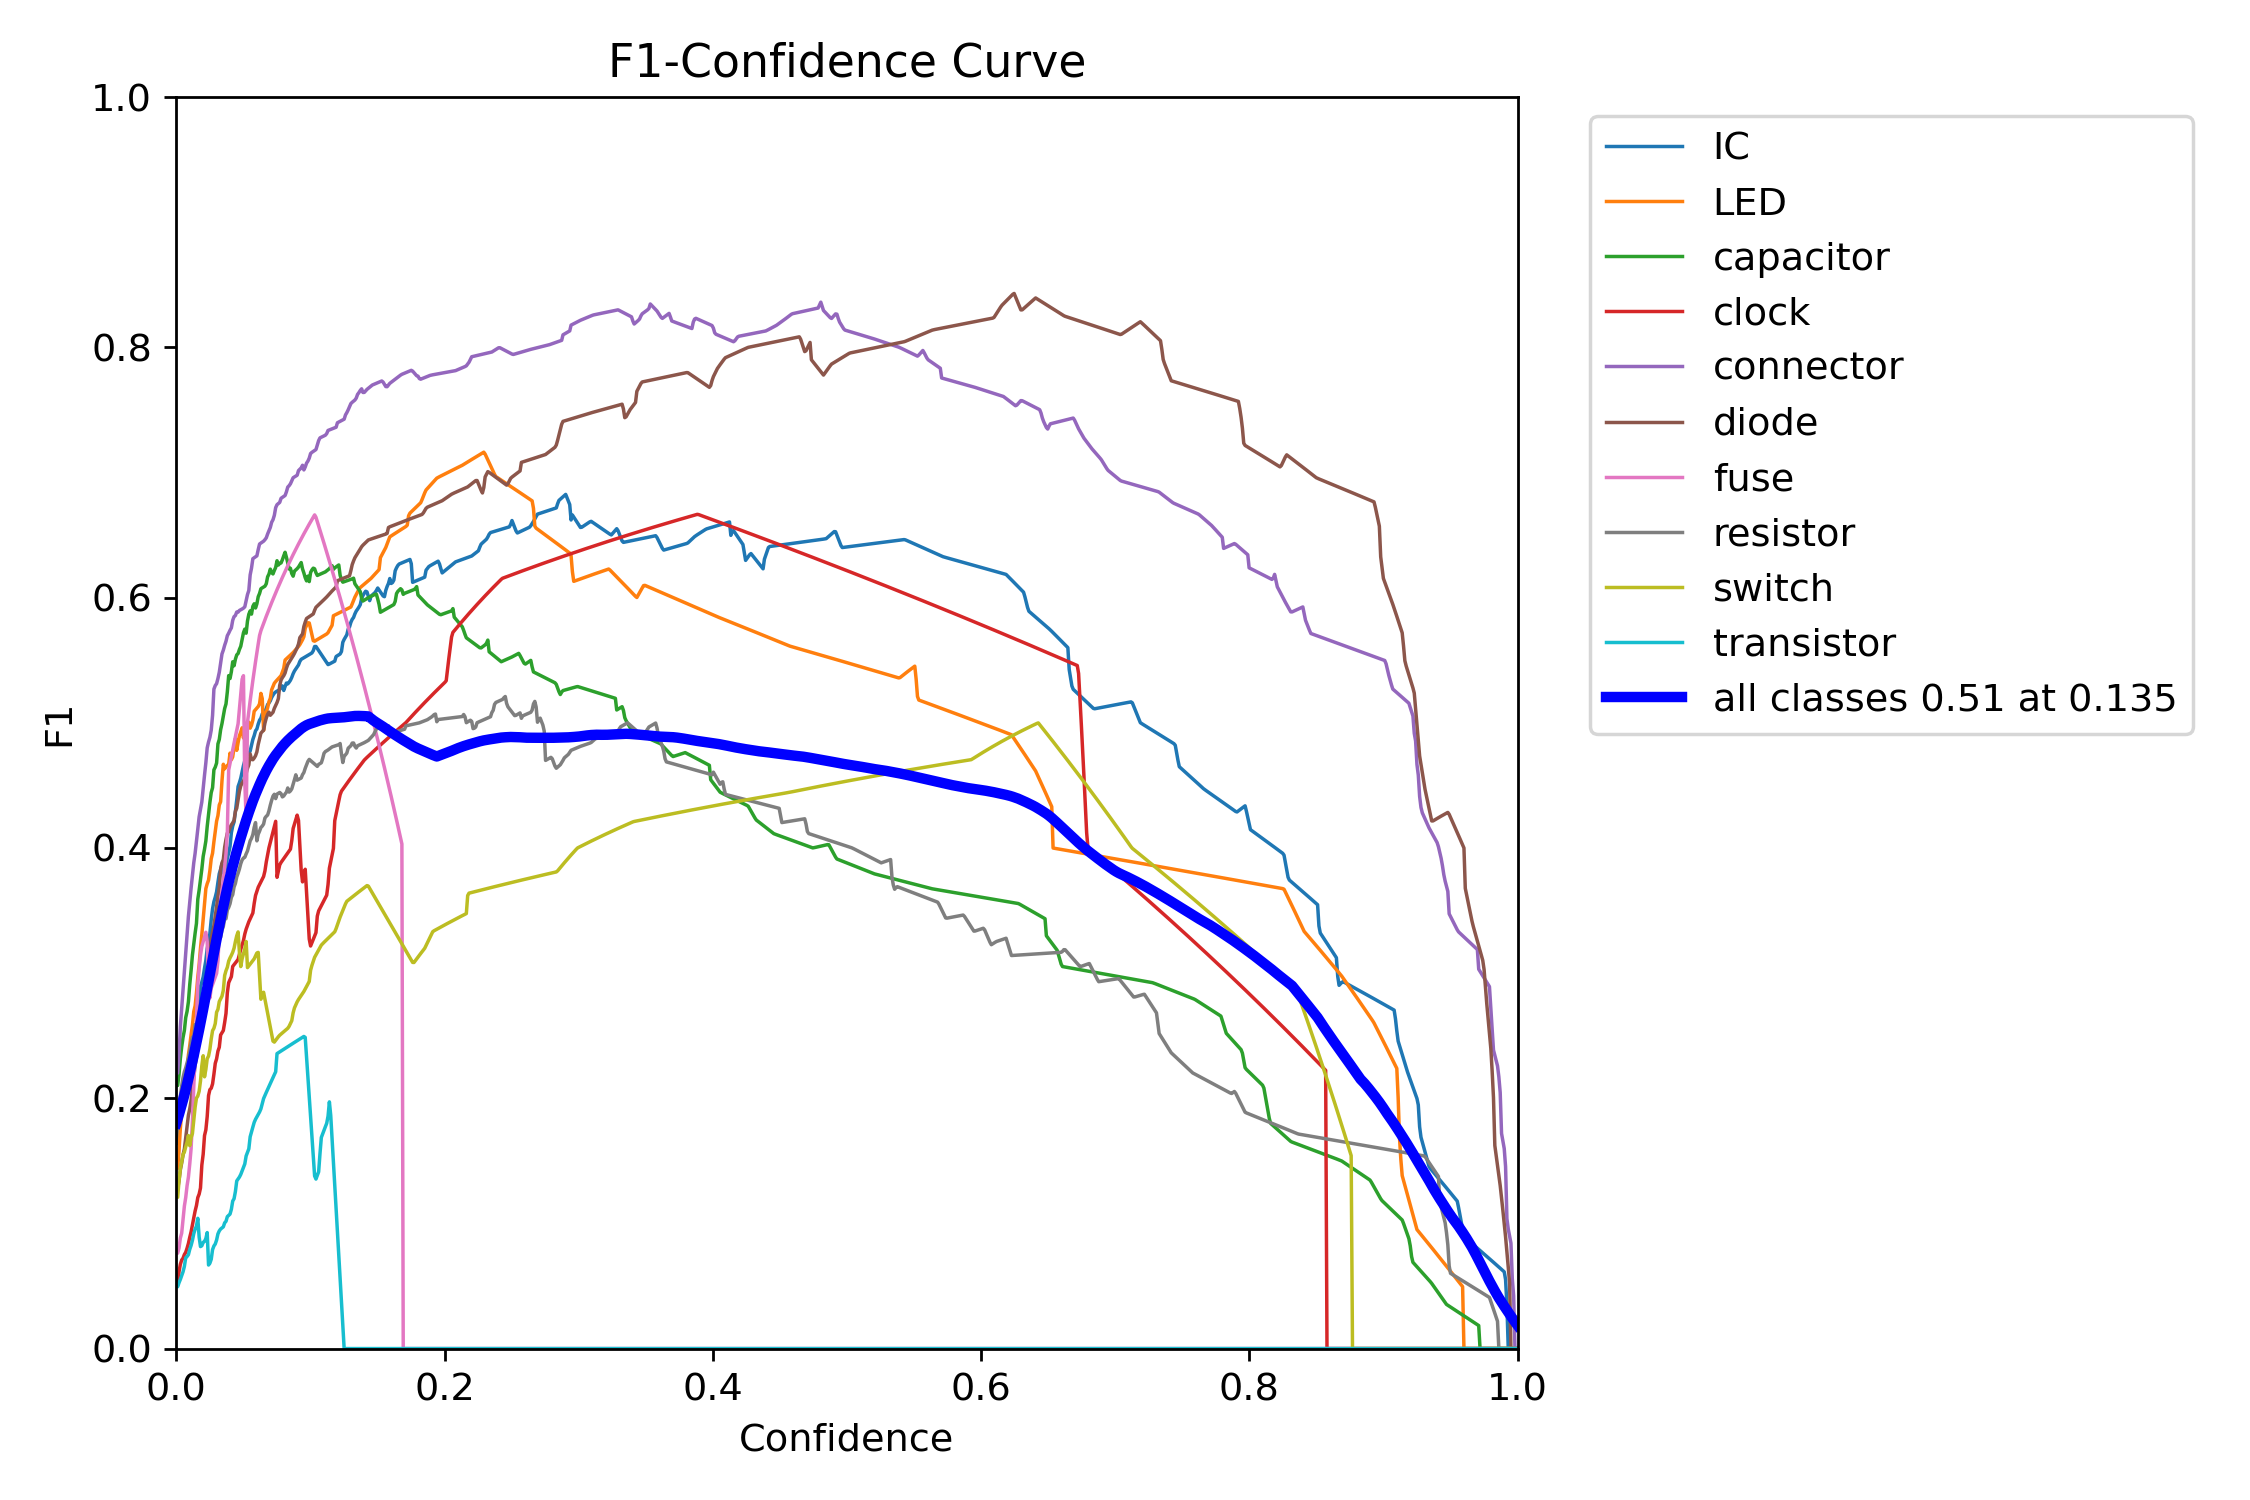 F1-Confidence Curve
1.0
0.8
0.6
0.4
0.2
0.0
F1
0.0 0.2 0.4 0.6 0.8 1.0
Confidence
IC
LED
capacitor
clock
connector
diode
fuse
resistor
switch
transistor
all classes 0.51 at 0.135